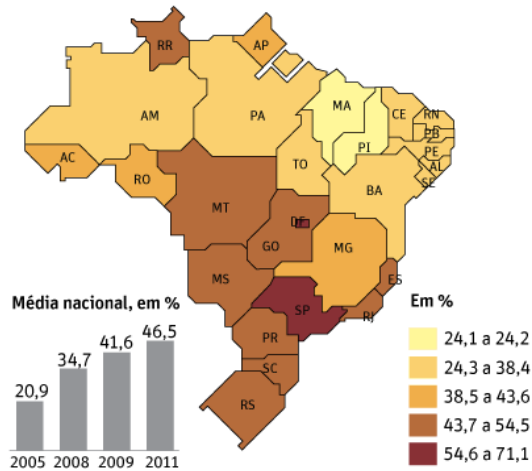 RR
AP
AM
PA
MA
CE
RN
PB
PE
AL
SE
PI
TO
AC
RO
BA
MT
DF
GO
MG
MS
ES
SP
RJ
PR
SC
RS
Média nacional, em %
20,9
34,7
41,6
46,5
2005
2008
2009
2011
Em %
24,1 a 24,2
24,3 a 38,4
38,5 a 43,6
43,7 a 54,5
54,6 a 71,1